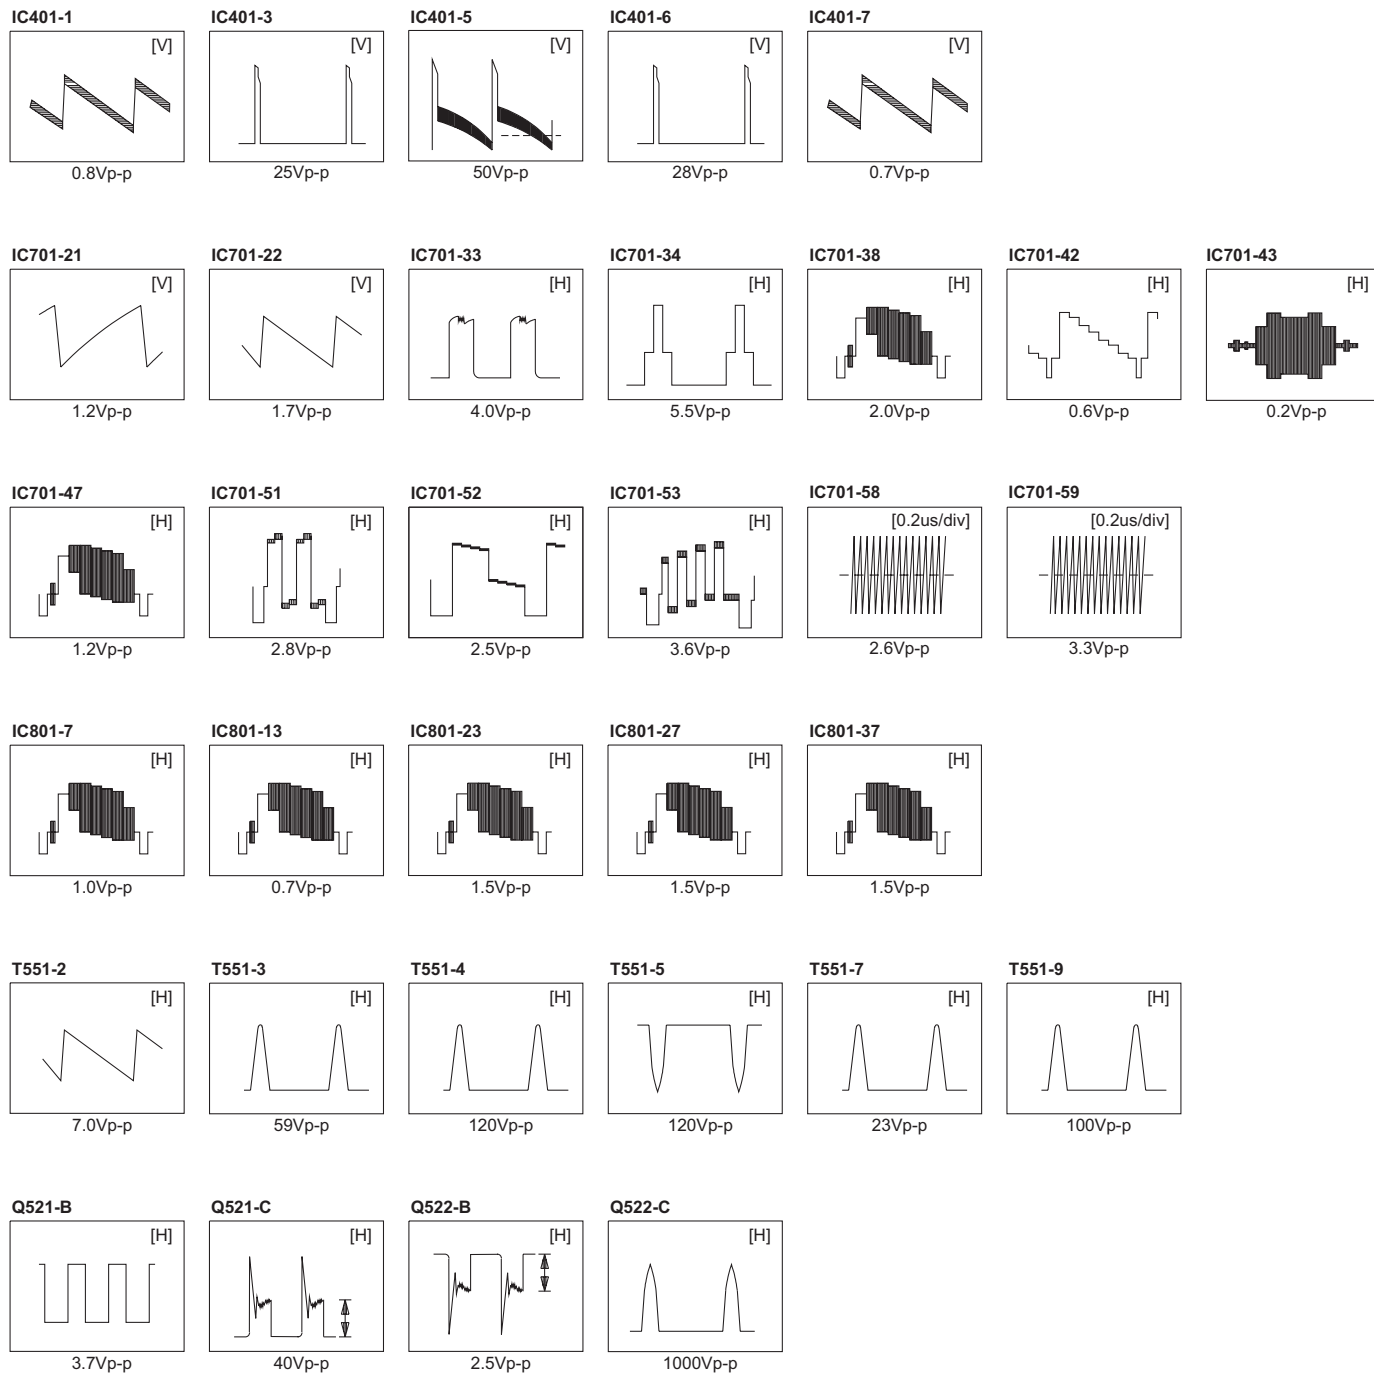 IC401-1 IC401-3 IC401-5 IC401-6 IC401-7
[V] [V] [V] [V] [V]
0.8Vp-p 25Vp-p 50Vp-p 28Vp-p 0.7Vp-p
IC701-21 IC701-22 IC701-33 IC701-34 IC701-38 IC701-42 IC701-43
[V] [V] [H] [H] [H] [H] [H]
1.2Vp-p 1.7Vp-p 4.0Vp-p 5.5Vp-p 2.0Vp-p 0.6Vp-p 0.2Vp-p
IC701-47 IC701-51 IC701-52 IC701-53 IC701-58 IC701-59
[H] [H] [H] [H] [0.2us/div] [0.2us/div]
1.2Vp-p 2.8Vp-p 2.5Vp-p 3.6Vp-p 2.6Vp-p 3.3Vp-p
IC801-7 IC801-13 IC801-23 IC801-27 IC801-37
[H] [H] [H] [H] [H]
1.0Vp-p 0.7Vp-p 1.5Vp-p 1.5Vp-p 1.5Vp-p
T551-2 T551-3 T551-4 T551-5 T551-7 T551-9
[H] [H] [H] [H] [H] [H]
7.0Vp-p 59Vp-p 120Vp-p 120Vp-p 23Vp-p 100Vp-p
Q521-B Q521-C Q522-B Q522-C
[H] [H] [H] [H]
3.7Vp-p 40Vp-p 2.5Vp-p 1000Vp-p